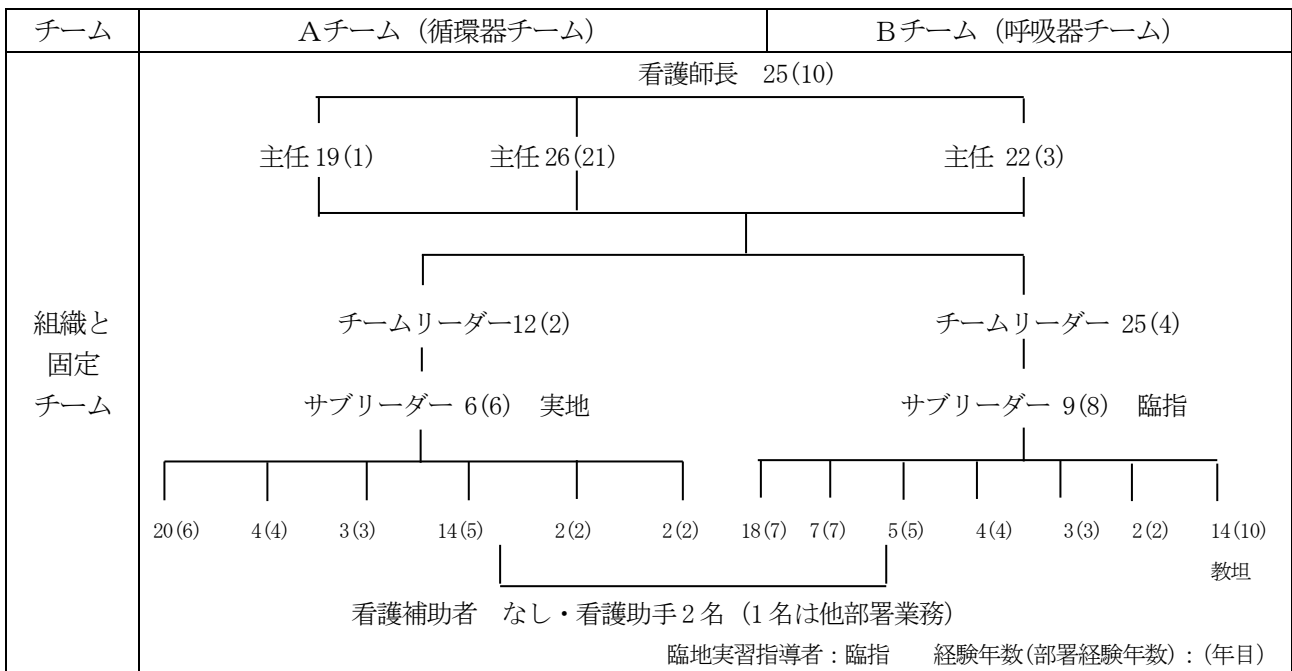 チーム Aチーム（循環器チーム） Bチーム（呼吸器チーム）
看護師長 25(10)
主任 19(1) 主任 26(21) 主任 22(3)
組織と
固定
チーム
チームリーダー12(2) チームリーダー 25(4)
サブリーダー 6(6) 実地 サブリーダー 9(8) 臨指
20(6) 4(4) 3(3) 14(5) 2(2) 2(2) 18(7) 7(7) 5(5) 4(4) 3(3) 2(2) 14(10)
教坦
看護補助者 なし・看護助手2名（1名は他部署業務）
臨地実習指導者：臨指 経験年数(部署経験年数)：(年目)